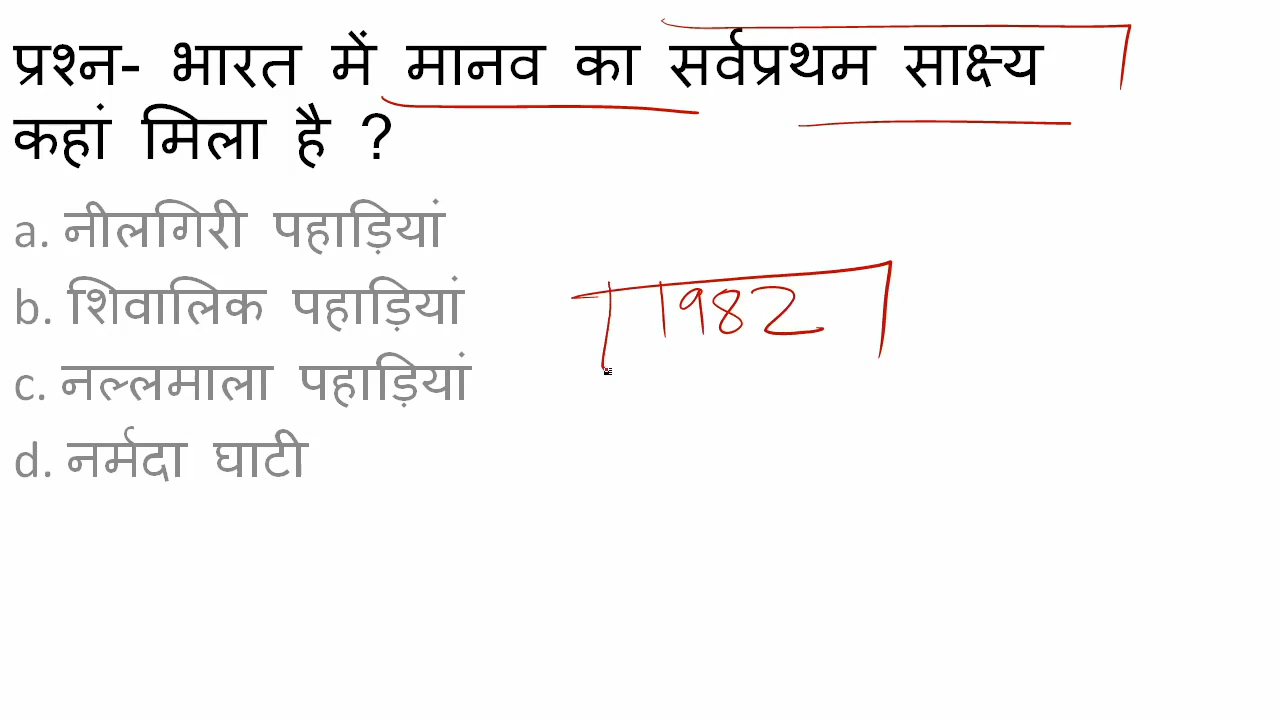 प्रश्न- भारत में मानव का सर्वप्रथम साक्ष्य
कहां मिला है ?
a. नीलगिरी पहाड़ियां
b. शिवालिक पहाड़ियां
1982
c. नल्लमाला पहाड़ियां
d. नर्मदा घाटी